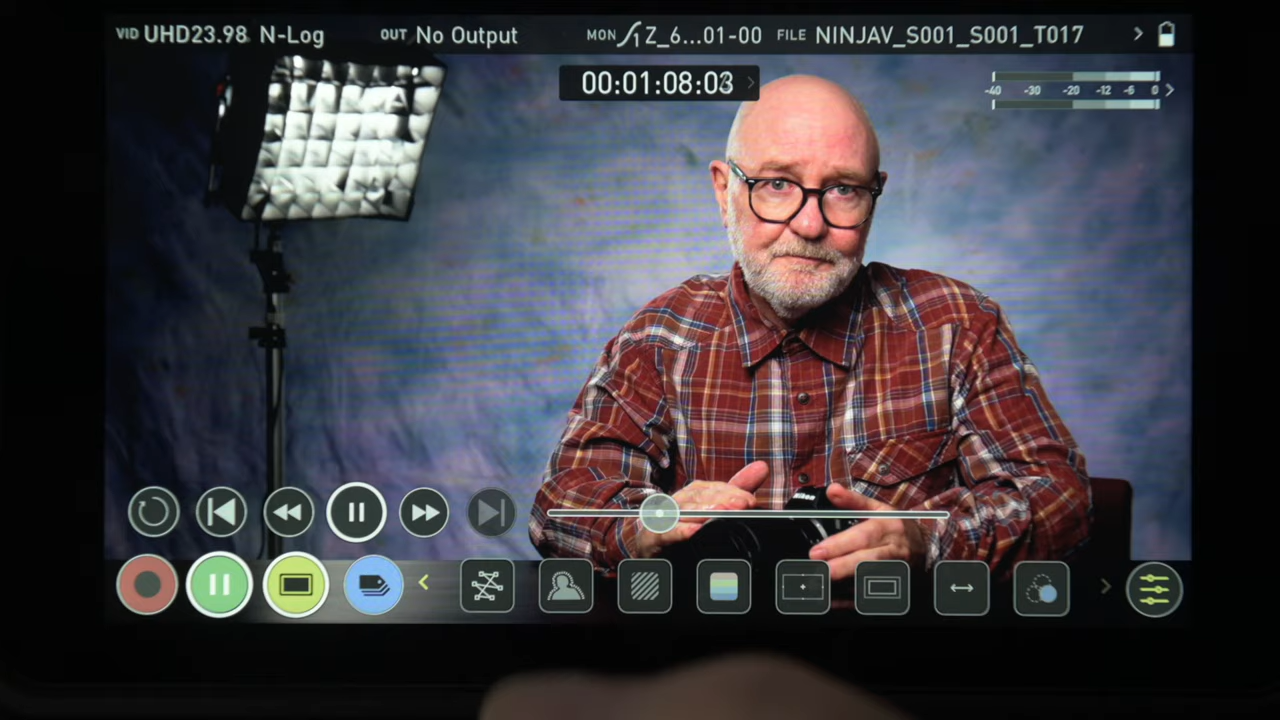 VID UHD23.98 N-Log OUT No Output MON Z_6...01-00 FILE NINJAV_S001_S001_T017 >
00:01:08:03
-40 -30 -20 -12 -6 0
Nikon